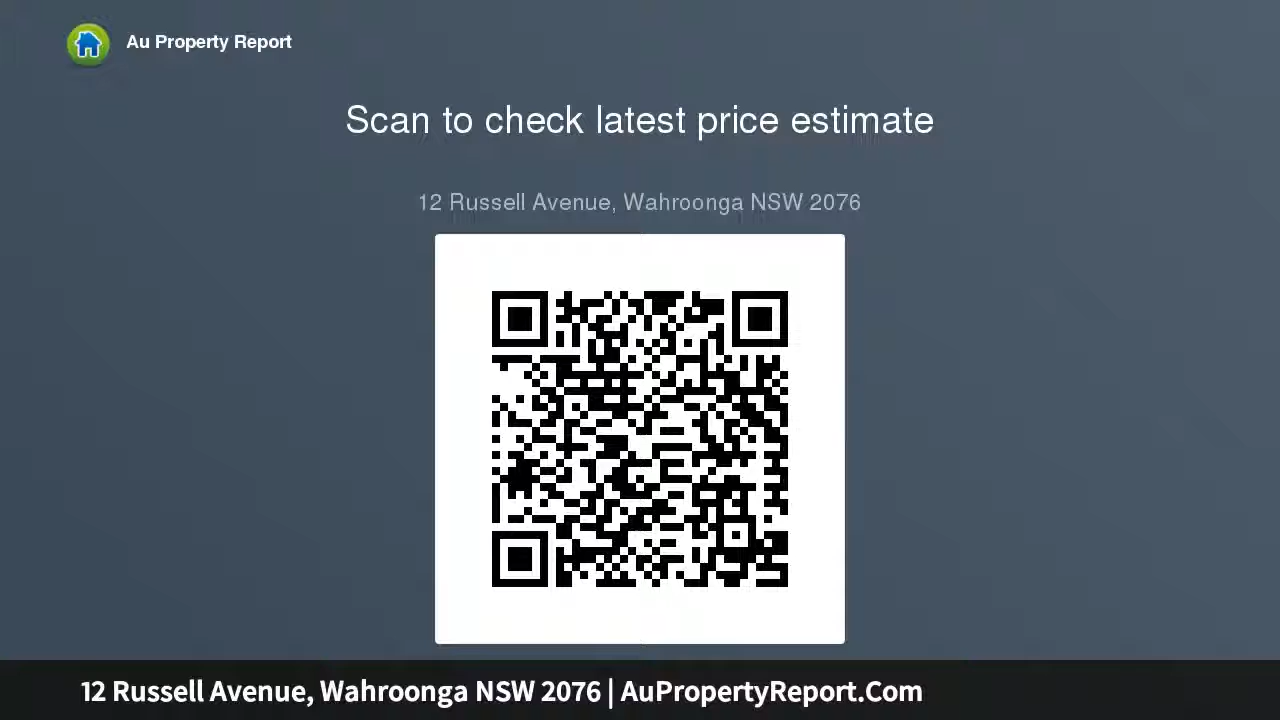 Au Property Report
Scan to check latest price estimate
12 Russell Avenue, Wahroonga NSW 2076
12 Russell Avenue, Wahroonga NSW 2076 | AuPropertyReport.Com